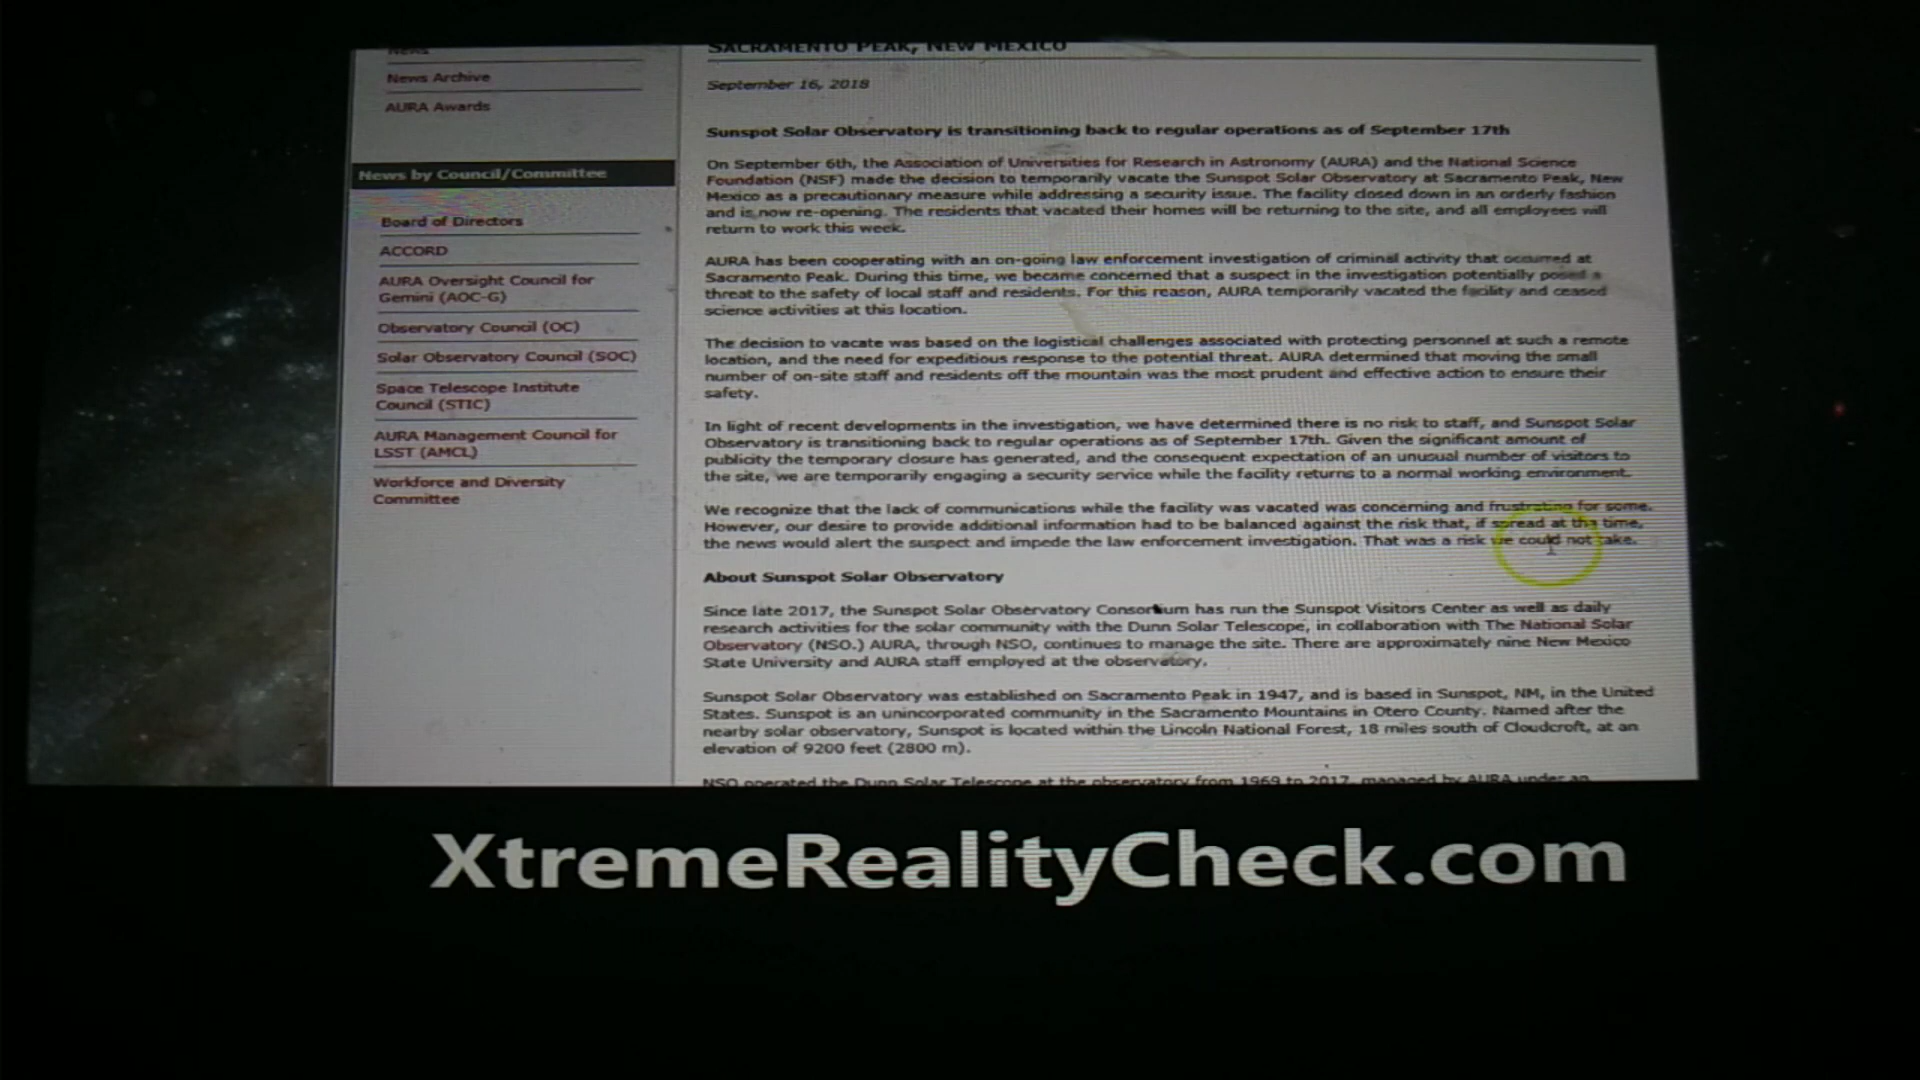 News
News Archive
AURA Awards
News by Council/Committee
Board of Directors
ACCORD
AURA Oversight Council for
Gemini (AOC-G)
Observatory Council (OC)
Solar Observatory Council (SOC)
Space Telescope Institute
Council (STIC)
AURA Management Council for
LSST (AMCL)
Workforce and Diversity
Committee
SACRAMENTO PEAK, NEW MEXICO
September 16, 2018
Sunspot Solar Observatory is transitioning back to regular operations as of September 17th
On September 6th, the Association of Universities for Research in Astronomy (AURA) and the National Science
Foundation (NSF) made the decision to temporarily vacate the Sunspot Solar Observatory at Sacramento Peak, New
Mexico as a precautionary measure while addressing a security issue. The facility closed down in an orderly fashion
and is now re-opening. The residents that vacated their homes will be returning to the site, and all employees will
return to work this week.
AURA has been cooperating with an on-going law enforcement investigation of criminal activity that occurred at
Sacramento Peak. During this time, we became concerned that a suspect in the investigation potentially posed a
threat to the safety of local staff and residents. For this reason, AURA temporarily vacated the facility and ceased
science activities at this location.
The decision to vacate was based on the logistical challenges associated with protecting personnel at such a remote
location, and the need for expeditious response to the potential threat. AURA determined that moving the small
number of on-site staff and residents off the mountain was the most prudent and effective action to ensure their
safety.
In light of recent developments in the investigation, we have determined there is no risk to staff, and Sunspot Solar
Observatory is transitioning back to regular operations as of September 17th. Given the significant amount of
publicity the temporary closure has generated, and the consequent expectation of an unusual number of visitors to
the site, we are temporarily engaging a security service while the facility returns to a normal working environment.
We recognize that the lack of communications while the facility was vacated was concerning and frustrating for some.
However, our desire to provide additional information had to be balanced against the risk that, if spread at the time,
the news would alert the suspect and impede the law enforcement investigation. That was a risk we could not take.
About Sunspot Solar Observatory
Since late 2017, the Sunspot Solar Observatory Consortium has run the Sunspot Visitors Center as well as daily
research activities for the solar community with the Dunn Solar Telescope, in collaboration with The National Solar
Observatory (NSO.) AURA, through NSO, continues to manage the site. There are approximately nine New Mexico
State University and AURA staff employed at the observatory.
Sunspot Solar Observatory was established on Sacramento Peak in 1947, and is based in Sunspot, NM, in the United
States. Sunspot is an unincorporated community in the Sacramento Mountains in Otero County. Named after the
nearby solar observatory, Sunspot is located within the Lincoln National Forest, 18 miles south of Cloudcroft, at an
elevation of 9200 feet (2800 m).
NSO operated the Dunn Solar Telescope at the observatory from 1969 to 2017, managed by AURA under an
XtremeRealityCheck.com